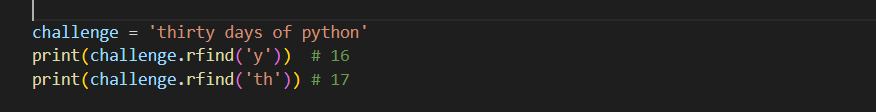 challenge = 'thirty days of python'
print(challenge.rfind('y'))  # 16
print(challenge.rfind('th')) # 17